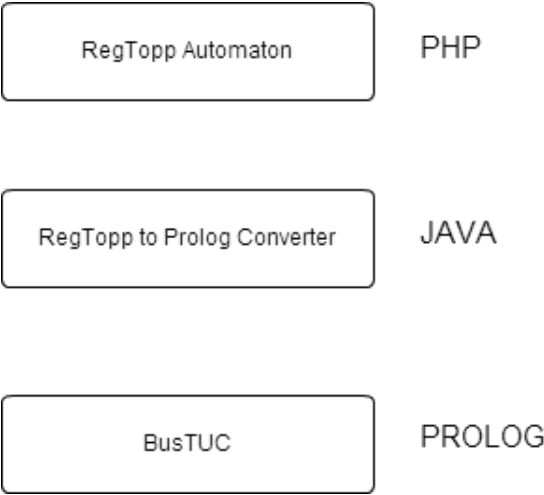 RegTopp Automaton
PHP
RegTopp to Prolog Converter
JAVA
BusTUC
PROLOG